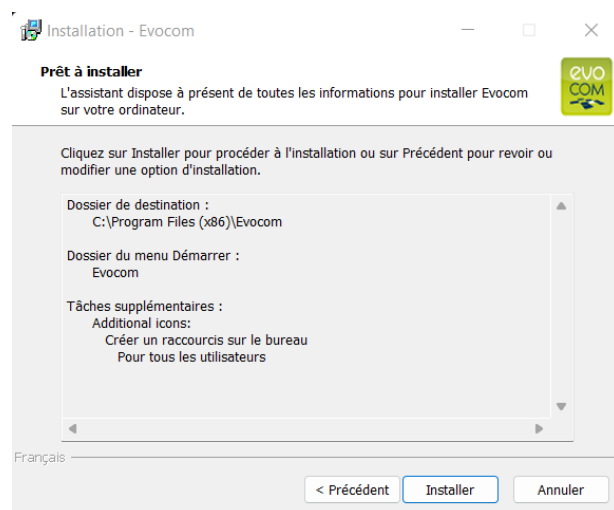 Installation - Evocom
Prêt à installer
L'assistant dispose à présent de toutes les informations pour installer Evocom
sur votre ordinateur.
evo
COM
Cliquez sur Installer pour procéder à l'installation ou sur Précédent pour revoir ou
modifier une option d'installation.
Dossier de destination :
C:\Program Files (x86)\Evocom
Dossier du menu Démarrer :
Evocom
Tâches supplémentaires :
Additional icons:
Créer un raccourcis sur le bureau
Pour tous les utilisateurs
Français
< Précédent
Installer
Annuler